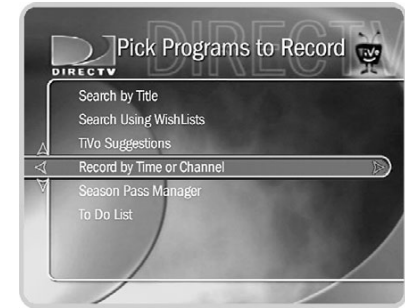 Pick Programs to Record
DIRECTV
DIRECTV
TiVo
Search by Title
Search Using WishLists
TiVo Suggestions
Record by Time or Channel
Season Pass Manager
To Do List